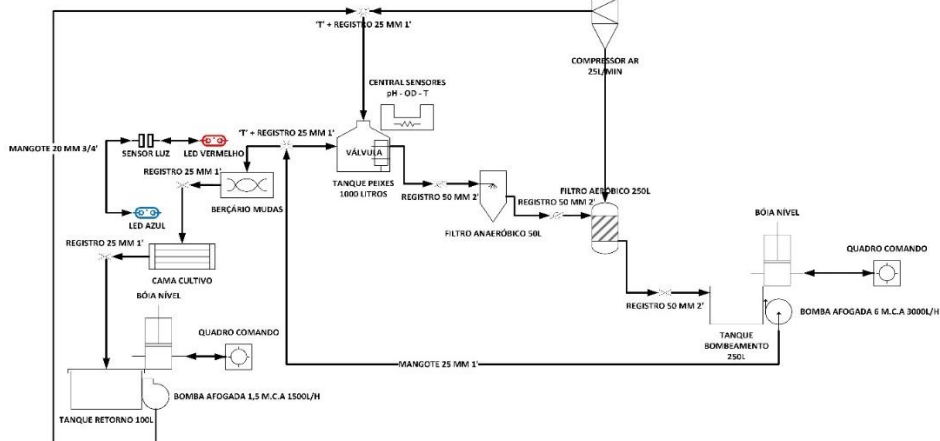 'T' + REGISTRO 25 MM 1'
COMPRESSOR AR
25L/MIN
CENTRAL SENSORES
pH - OD - T
MANGOTE 20 MM 3/4'
SENSOR LUZ
LED VERMELHO
'T' + REGISTRO 25 MM 1'
VÁLVULA
REGISTRO 25 MM 1'
TANQUE PEIXES
1000 LITROS
REGISTRO 50 MM 2'
FILTRO AERÓBICO 250L
REGISTRO 50 MM 2'
BERÇÁRIO MUDAS
LED AZUL
FILTRO ANAERÓBICO 50L
BÓIA NÍVEL
REGISTRO 25 MM 1'
QUADRO COMANDO
CAMA CULTIVO
BÓIA NÍVEL
REGISTRO 50 MM 2'
BOMBA AFOGADA 6 M.C.A 3000L/H
QUADRO COMANDO
TANQUE
BOMBEAMENTO
250L
MANGOTE 25 MM 1'
BOMBA AFOGADA 1,5 M.C.A 1500L/H
TANQUE RETORNO 100L